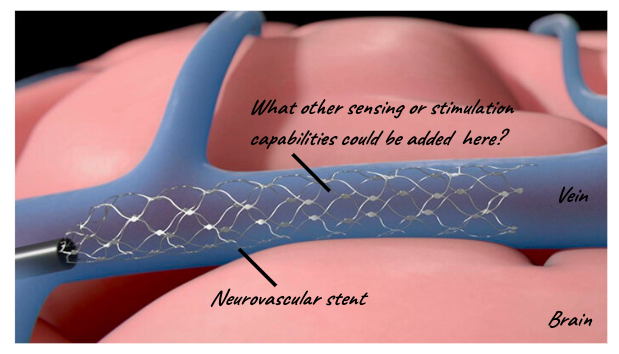 What other sensing or stimulation
capabilities could be added here?
Vein
Neurovascular stent
Brain